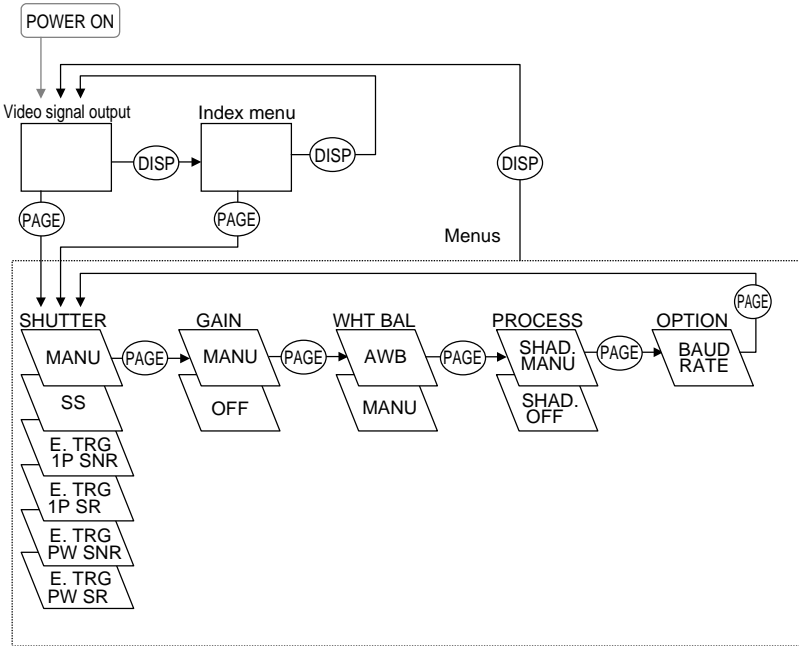 POWER ON
Video signal output
Index menu
DISP
DISP
DISP
PAGE
PAGE
Menus
PAGE
SHUTTER
GAIN
WHT BAL
PROCESS
OPTION
MANU
PAGE
MANU
PAGE
AWB
PAGE
SHAD.
MANU
PAGE
BAUD
RATE
SS
OFF
MANU
SHAD.
OFF
E. TRG
1P SNR
E. TRG
1P SR
E. TRG
PW SNR
E. TRG
PW SR